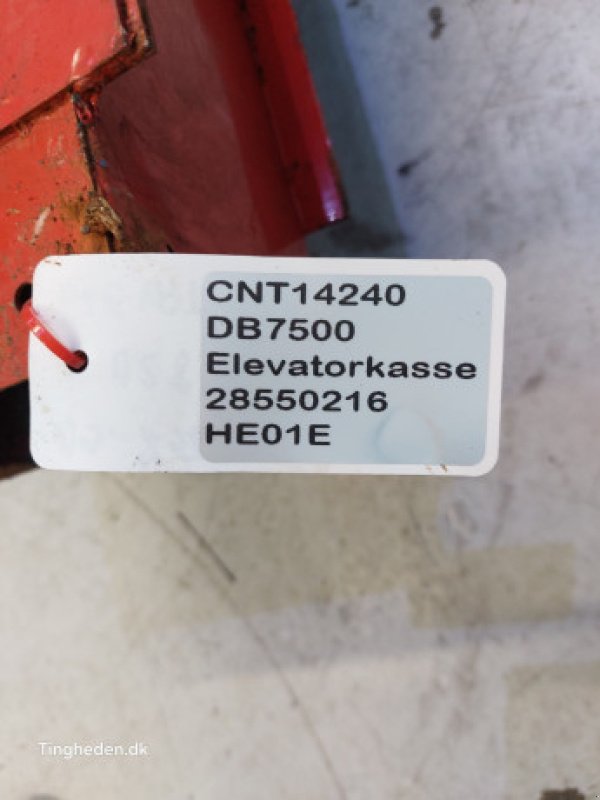 CNT14240
DB7500
Elevatorkasse
28550216
HE01E
Tingheden.dk